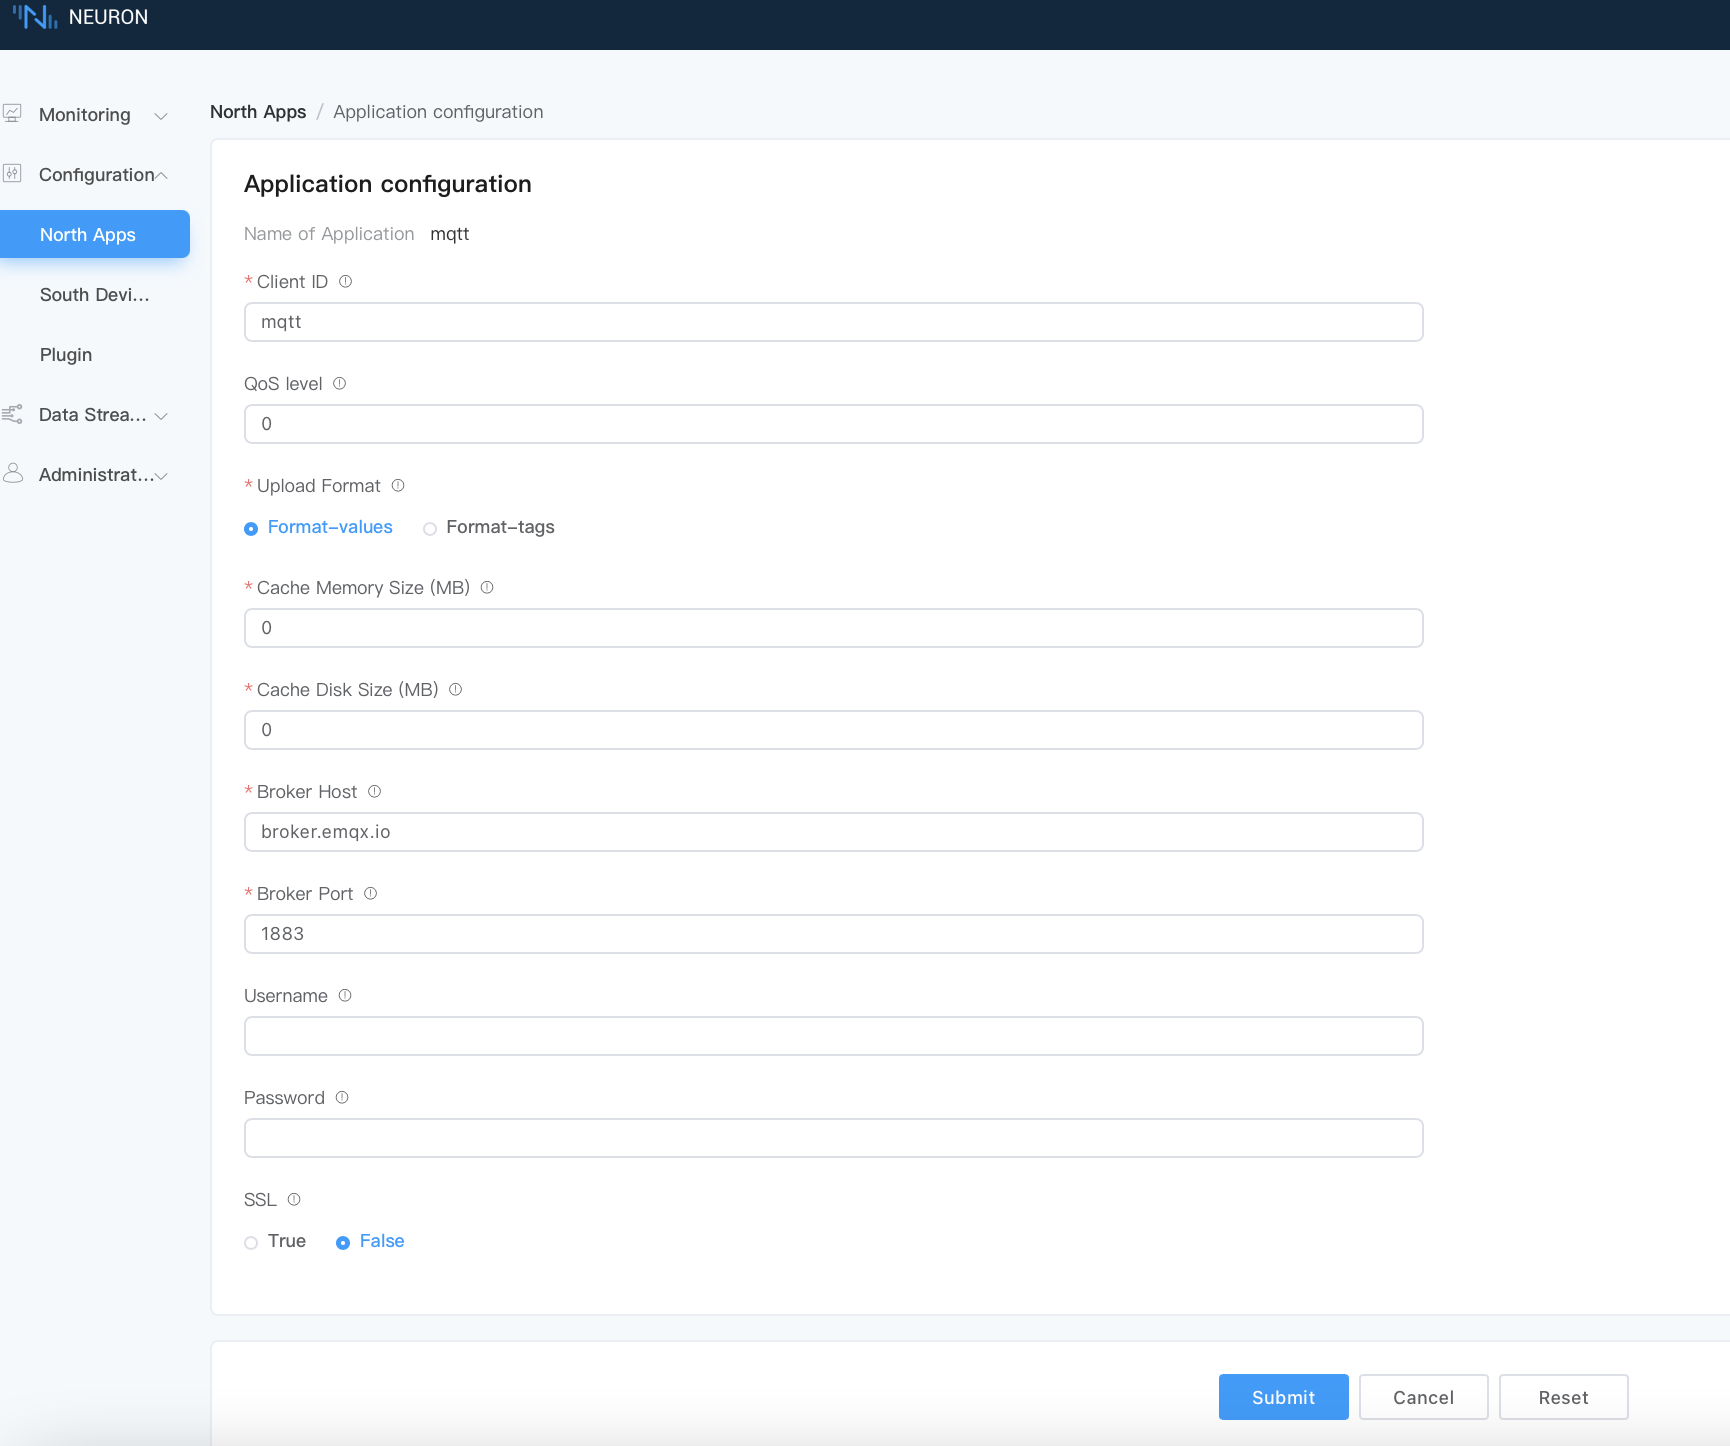 NEURON
Monitoring
Configuration
North Apps
South Devi...
Plugin
Data Strea...
Administrat...
North Apps / Application configuration
Application configuration
Name of Application mqtt
* Client ID
mqtt
QoS level
0
* Upload Format
Format-values Format-tags
* Cache Memory Size (MB)
0
* Cache Disk Size (MB)
0
* Broker Host
broker.emqx.io
* Broker Port
1883
Username
Password
SSL
True False
Submit Cancel Reset